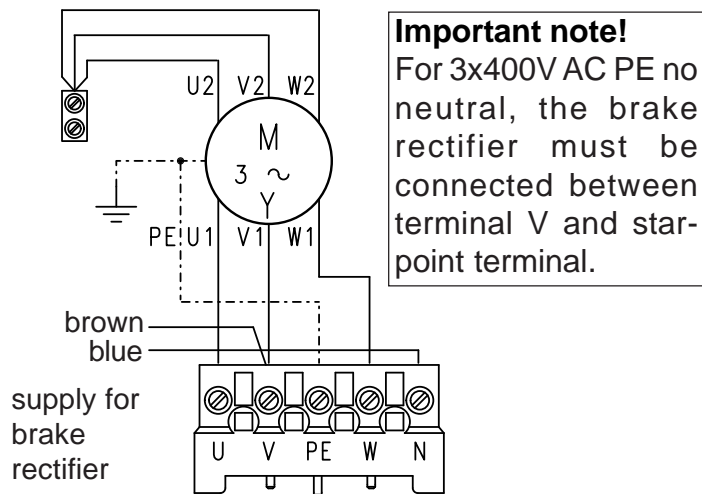 U2 V2 W2
M
3 ~
Y
PE U1 V1 W1
brown
blue
supply for
brake
rectifier
U V PE W N
Important note!
For 3x400V AC PE no
neutral, the brake
rectifier must be
connected between
terminal V and star-
point terminal.